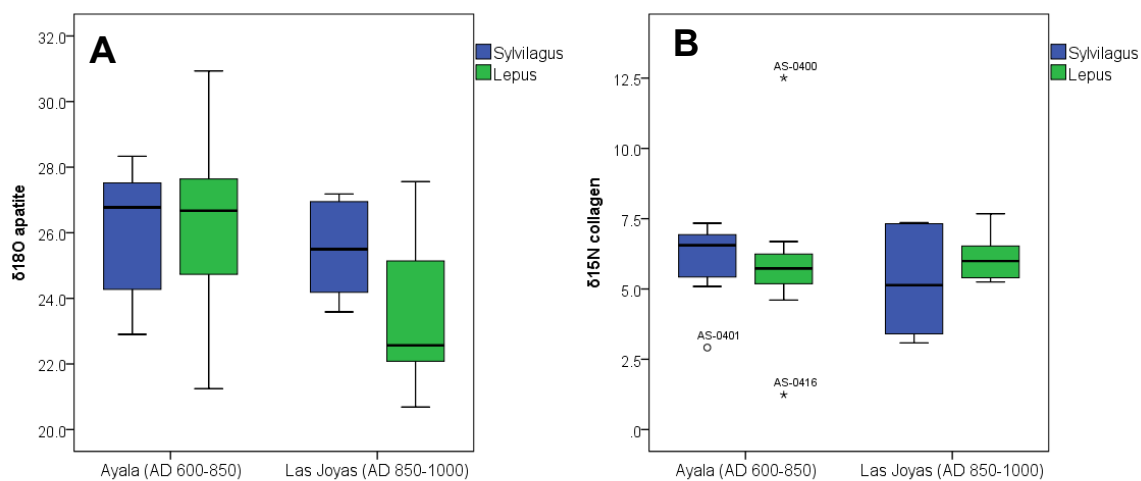 A
32.0
30.0
28.0
26.0
24.0
22.0
20.0
δ18O apatite
Ayala (AD 600-850) Las Joyas (AD 850-1000)
Sylvilagus
Lepus
B
12.5
10.0
7.5
5.0
2.5
.0
δ15N collagen
AS-0400
*
AS-0401
AS-0416
*
Ayala (AD 600-850) Las Joyas (AD 850-1000)
Sylvilagus
Lepus